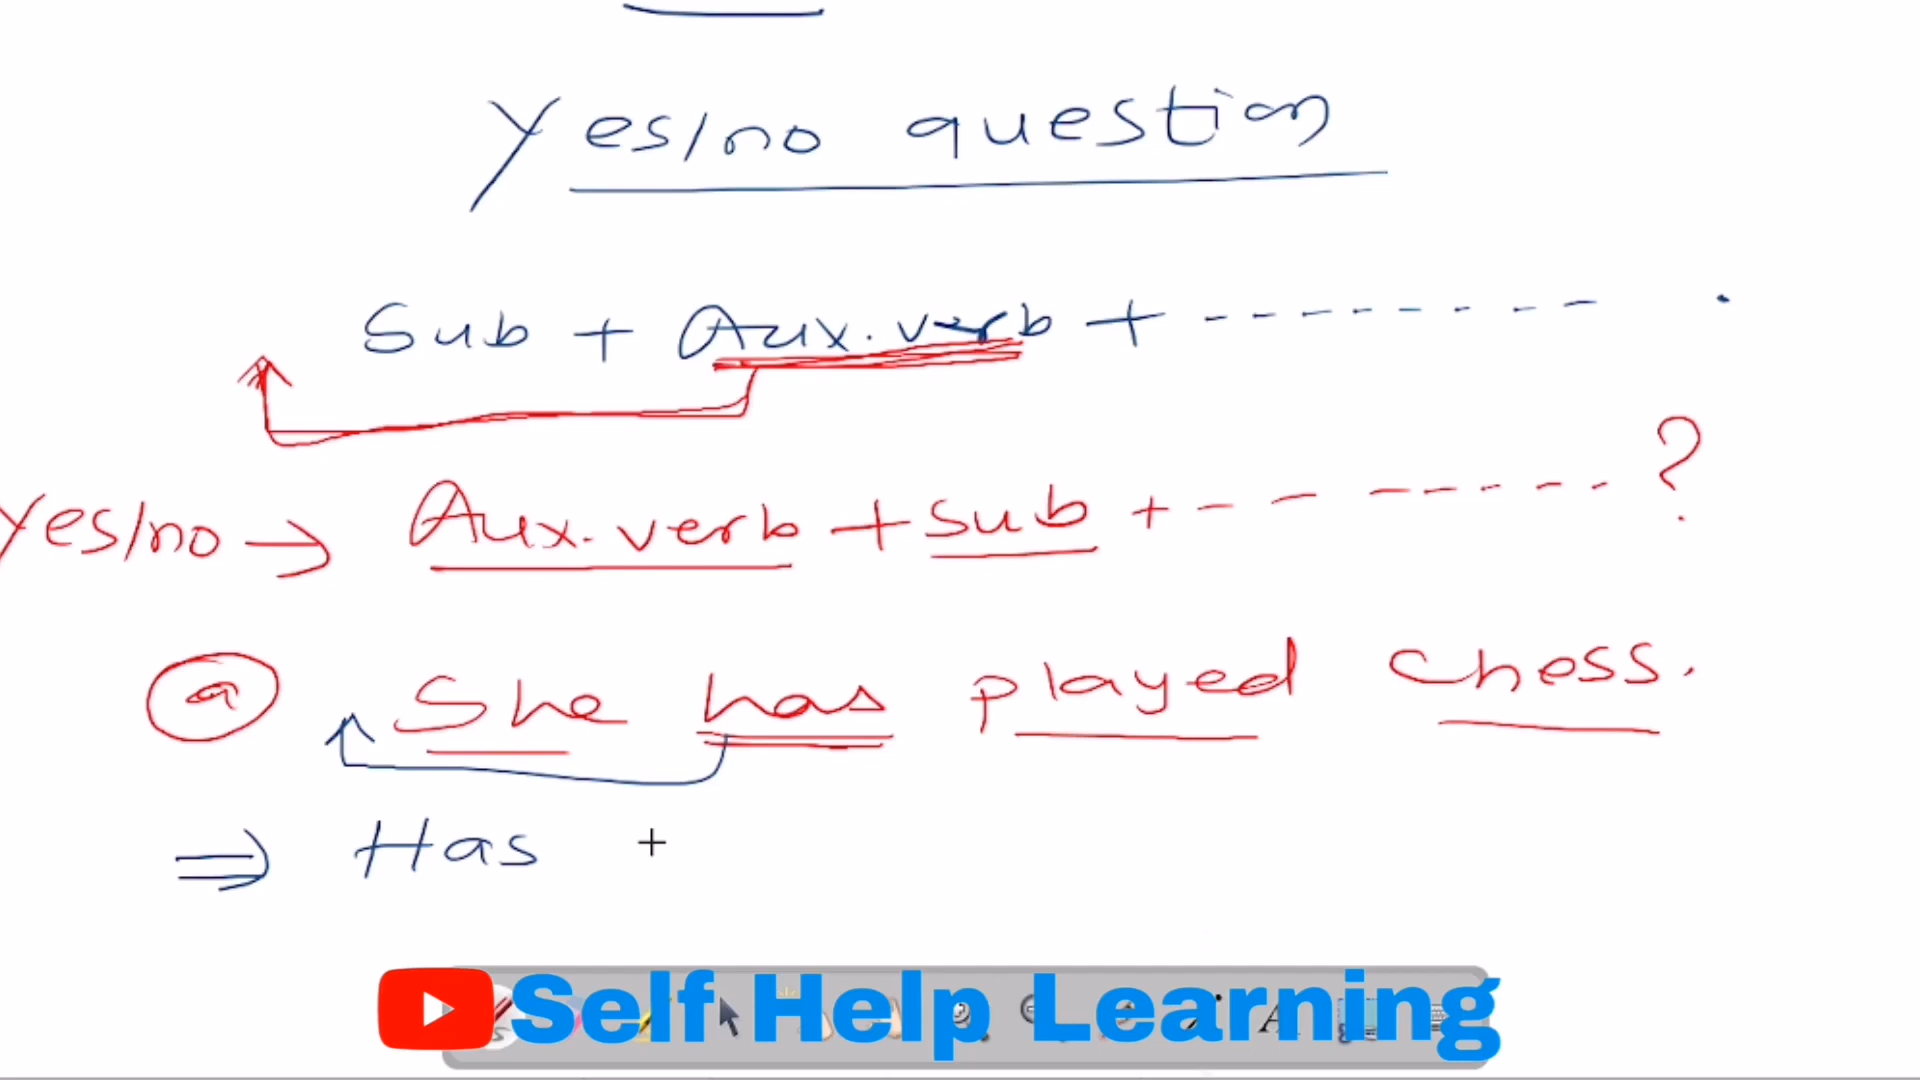 Yes/no question
Sub + Aux. verb + --------- .
Yes/no → Aux. verb + sub + - - - - - - - - ?
a She has played chess.
⇒ Has
Self Help Learning